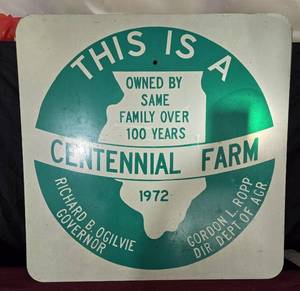 THIS IS A
OWNED BY
SAME
FAMILY OVER
100 YEARS
CENTENNIAL FARM
1972
RICHARD B. OGILVIE
GOVERNOR
GORDON L. ROPP
DIR. DEPT OF AGR